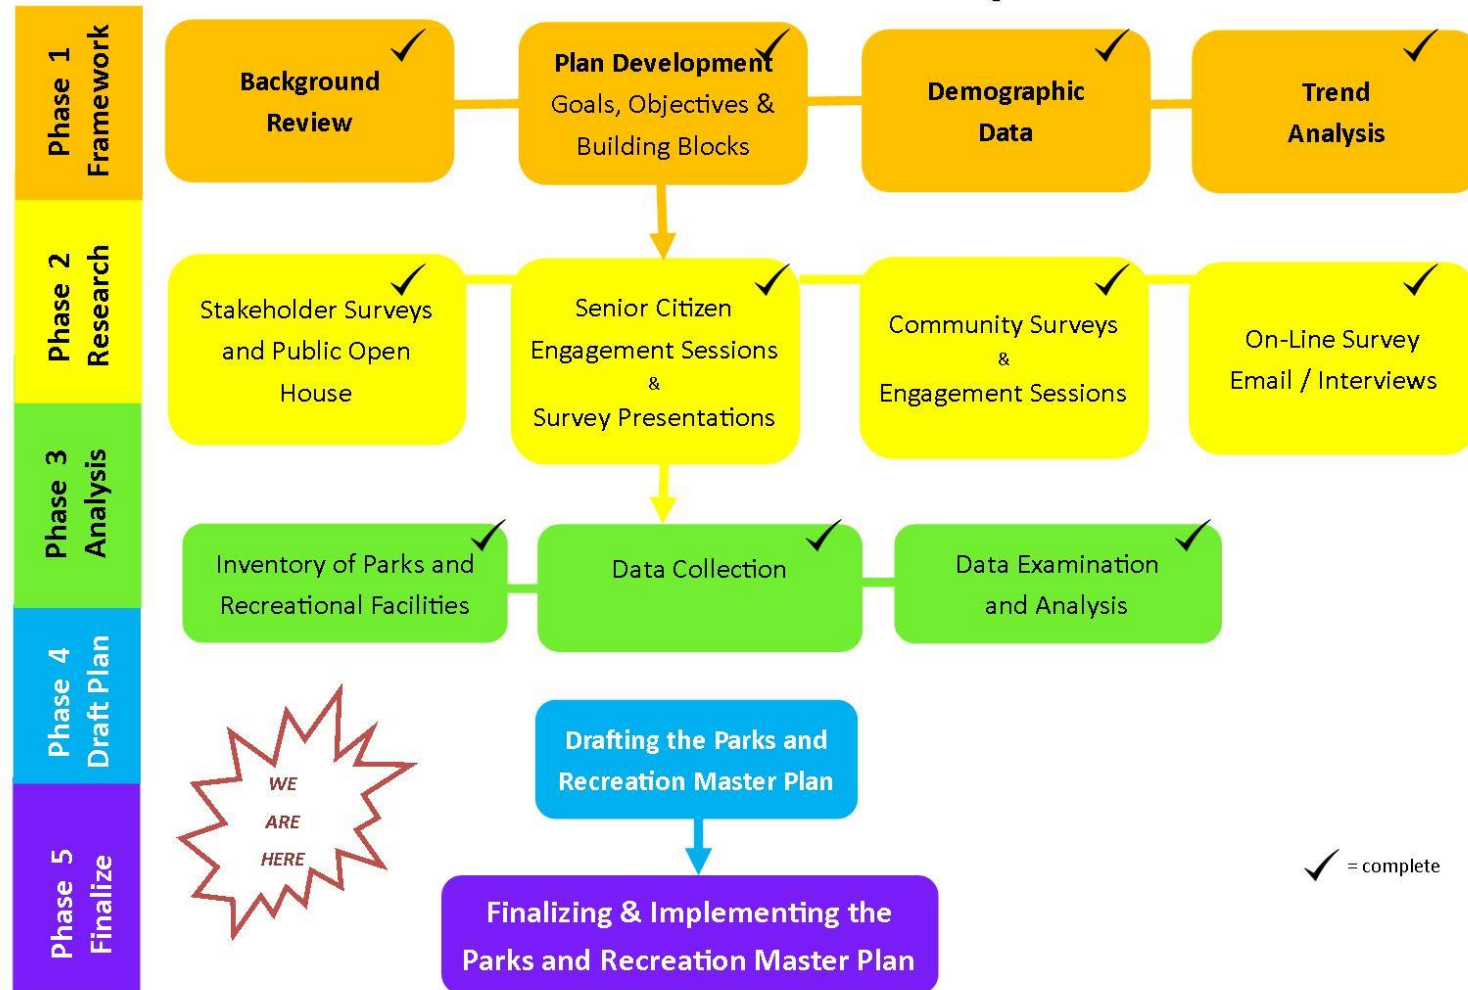 Phase 1
Framework
Background
Review
Plan Development
Goals, Objectives &
Building Blocks
Demographic
Data
Trend
Analysis
Phase 2
Research
Stakeholder Surveys
and Public Open
House
Senior Citizen
Engagement Sessions
&
Survey Presentations
Community Surveys
&
Engagement Sessions
On-Line Survey
Email / Interviews
Phase 3
Analysis
Inventory of Parks and
Recreational Facilities
Data Collection
Data Examination
and Analysis
Phase 4
Draft Plan
WE
ARE
HERE
Drafting the Parks and
Recreation Master Plan
Phase 5
Finalize
Finalizing & Implementing the
Parks and Recreation Master Plan
= complete